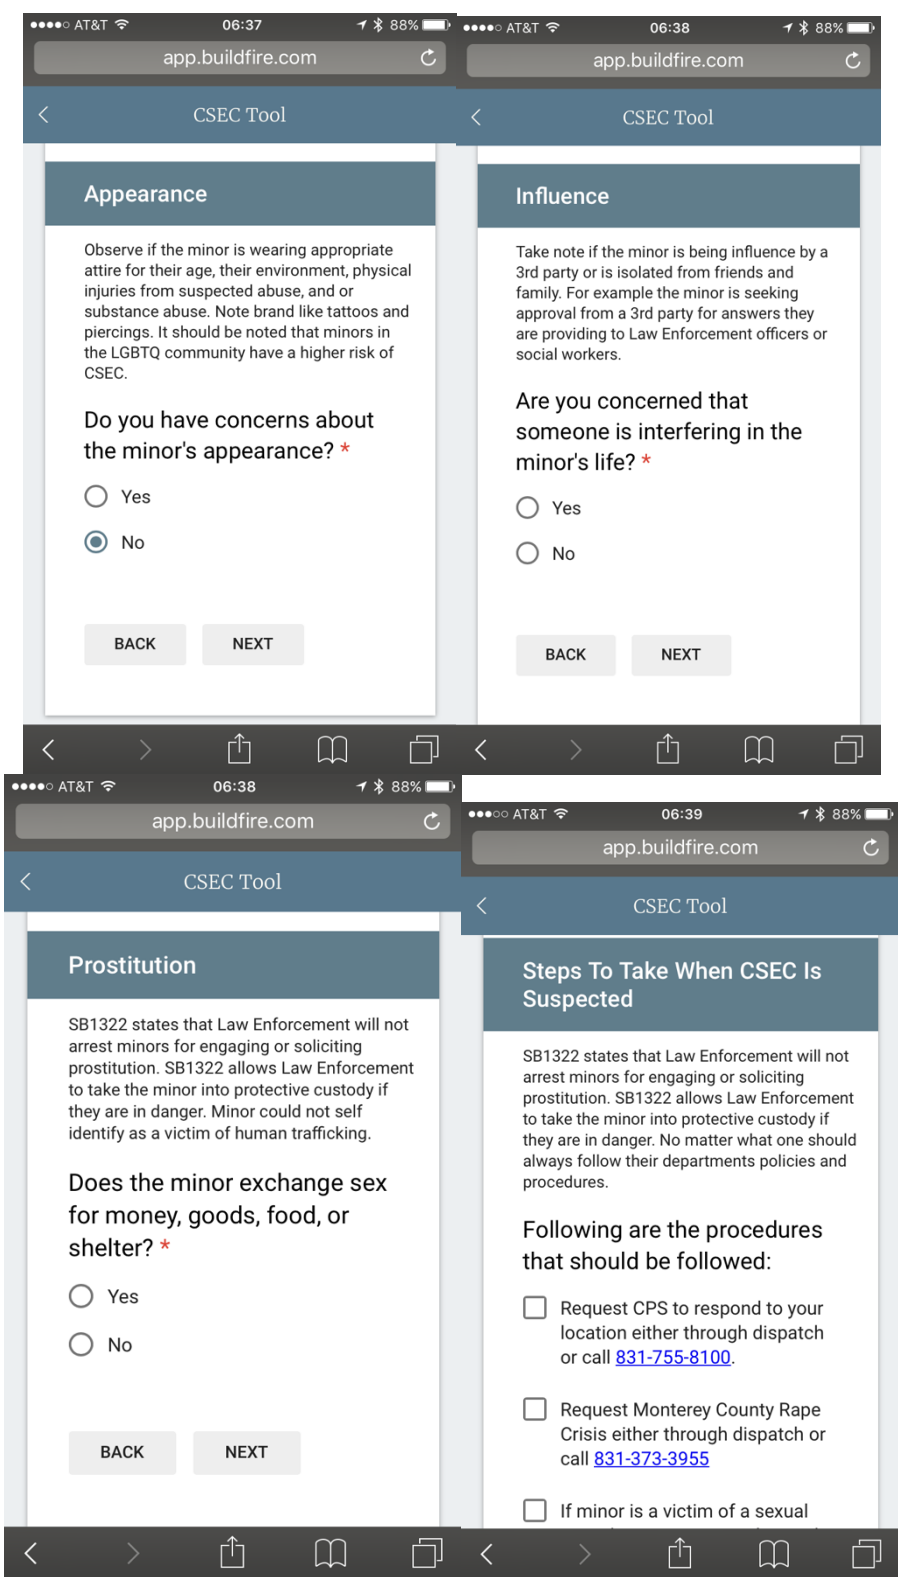 AT&T 06:37 88%
app.buildfire.com
CSEC Tool
Appearance
Observe if the minor is wearing appropriate
attire for their age, their environment, physical
injuries from suspected abuse, and or
substance abuse. Note brand like tattoos and
piercings. It should be noted that minors in
the LGBTQ community have a higher risk of
CSEC.
Do you have concerns about
the minor's appearance? *
Yes
No
BACK NEXT
AT&T 06:38 88%
app.buildfire.com
CSEC Tool
Influence
Take note if the minor is being influence by a
3rd party or is isolated from friends and
family. For example the minor is seeking
approval from a 3rd party for answers they
are providing to Law Enforcement officers or
social workers.
Are you concerned that
someone is interfering in the
minor's life? *
Yes
No
BACK NEXT
AT&T 06:38 88%
app.buildfire.com
CSEC Tool
Prostitution
SB1322 states that Law Enforcement will not
arrest minors for engaging or soliciting
prostitution. SB1322 allows Law Enforcement
to take the minor into protective custody if
they are in danger. Minor could not self
identify as a victim of human trafficking.
Does the minor exchange sex
for money, goods, food, or
shelter? *
Yes
No
BACK NEXT
AT&T 06:39 88%
app.buildfire.com
CSEC Tool
Steps To Take When CSEC Is
Suspected
SB1322 states that Law Enforcement will not
arrest minors for engaging or soliciting
prostitution. SB1322 allows Law Enforcement
to take the minor into protective custody if
they are in danger. No matter what one should
always follow their departments policies and
procedures.
Following are the procedures
that should be followed:
Request CPS to respond to your
location either through dispatch
or call 831-755-8100.
Request Monterey County Rape
Crisis either through dispatch or
call 831-373-3955
If minor is a victim of a sexual